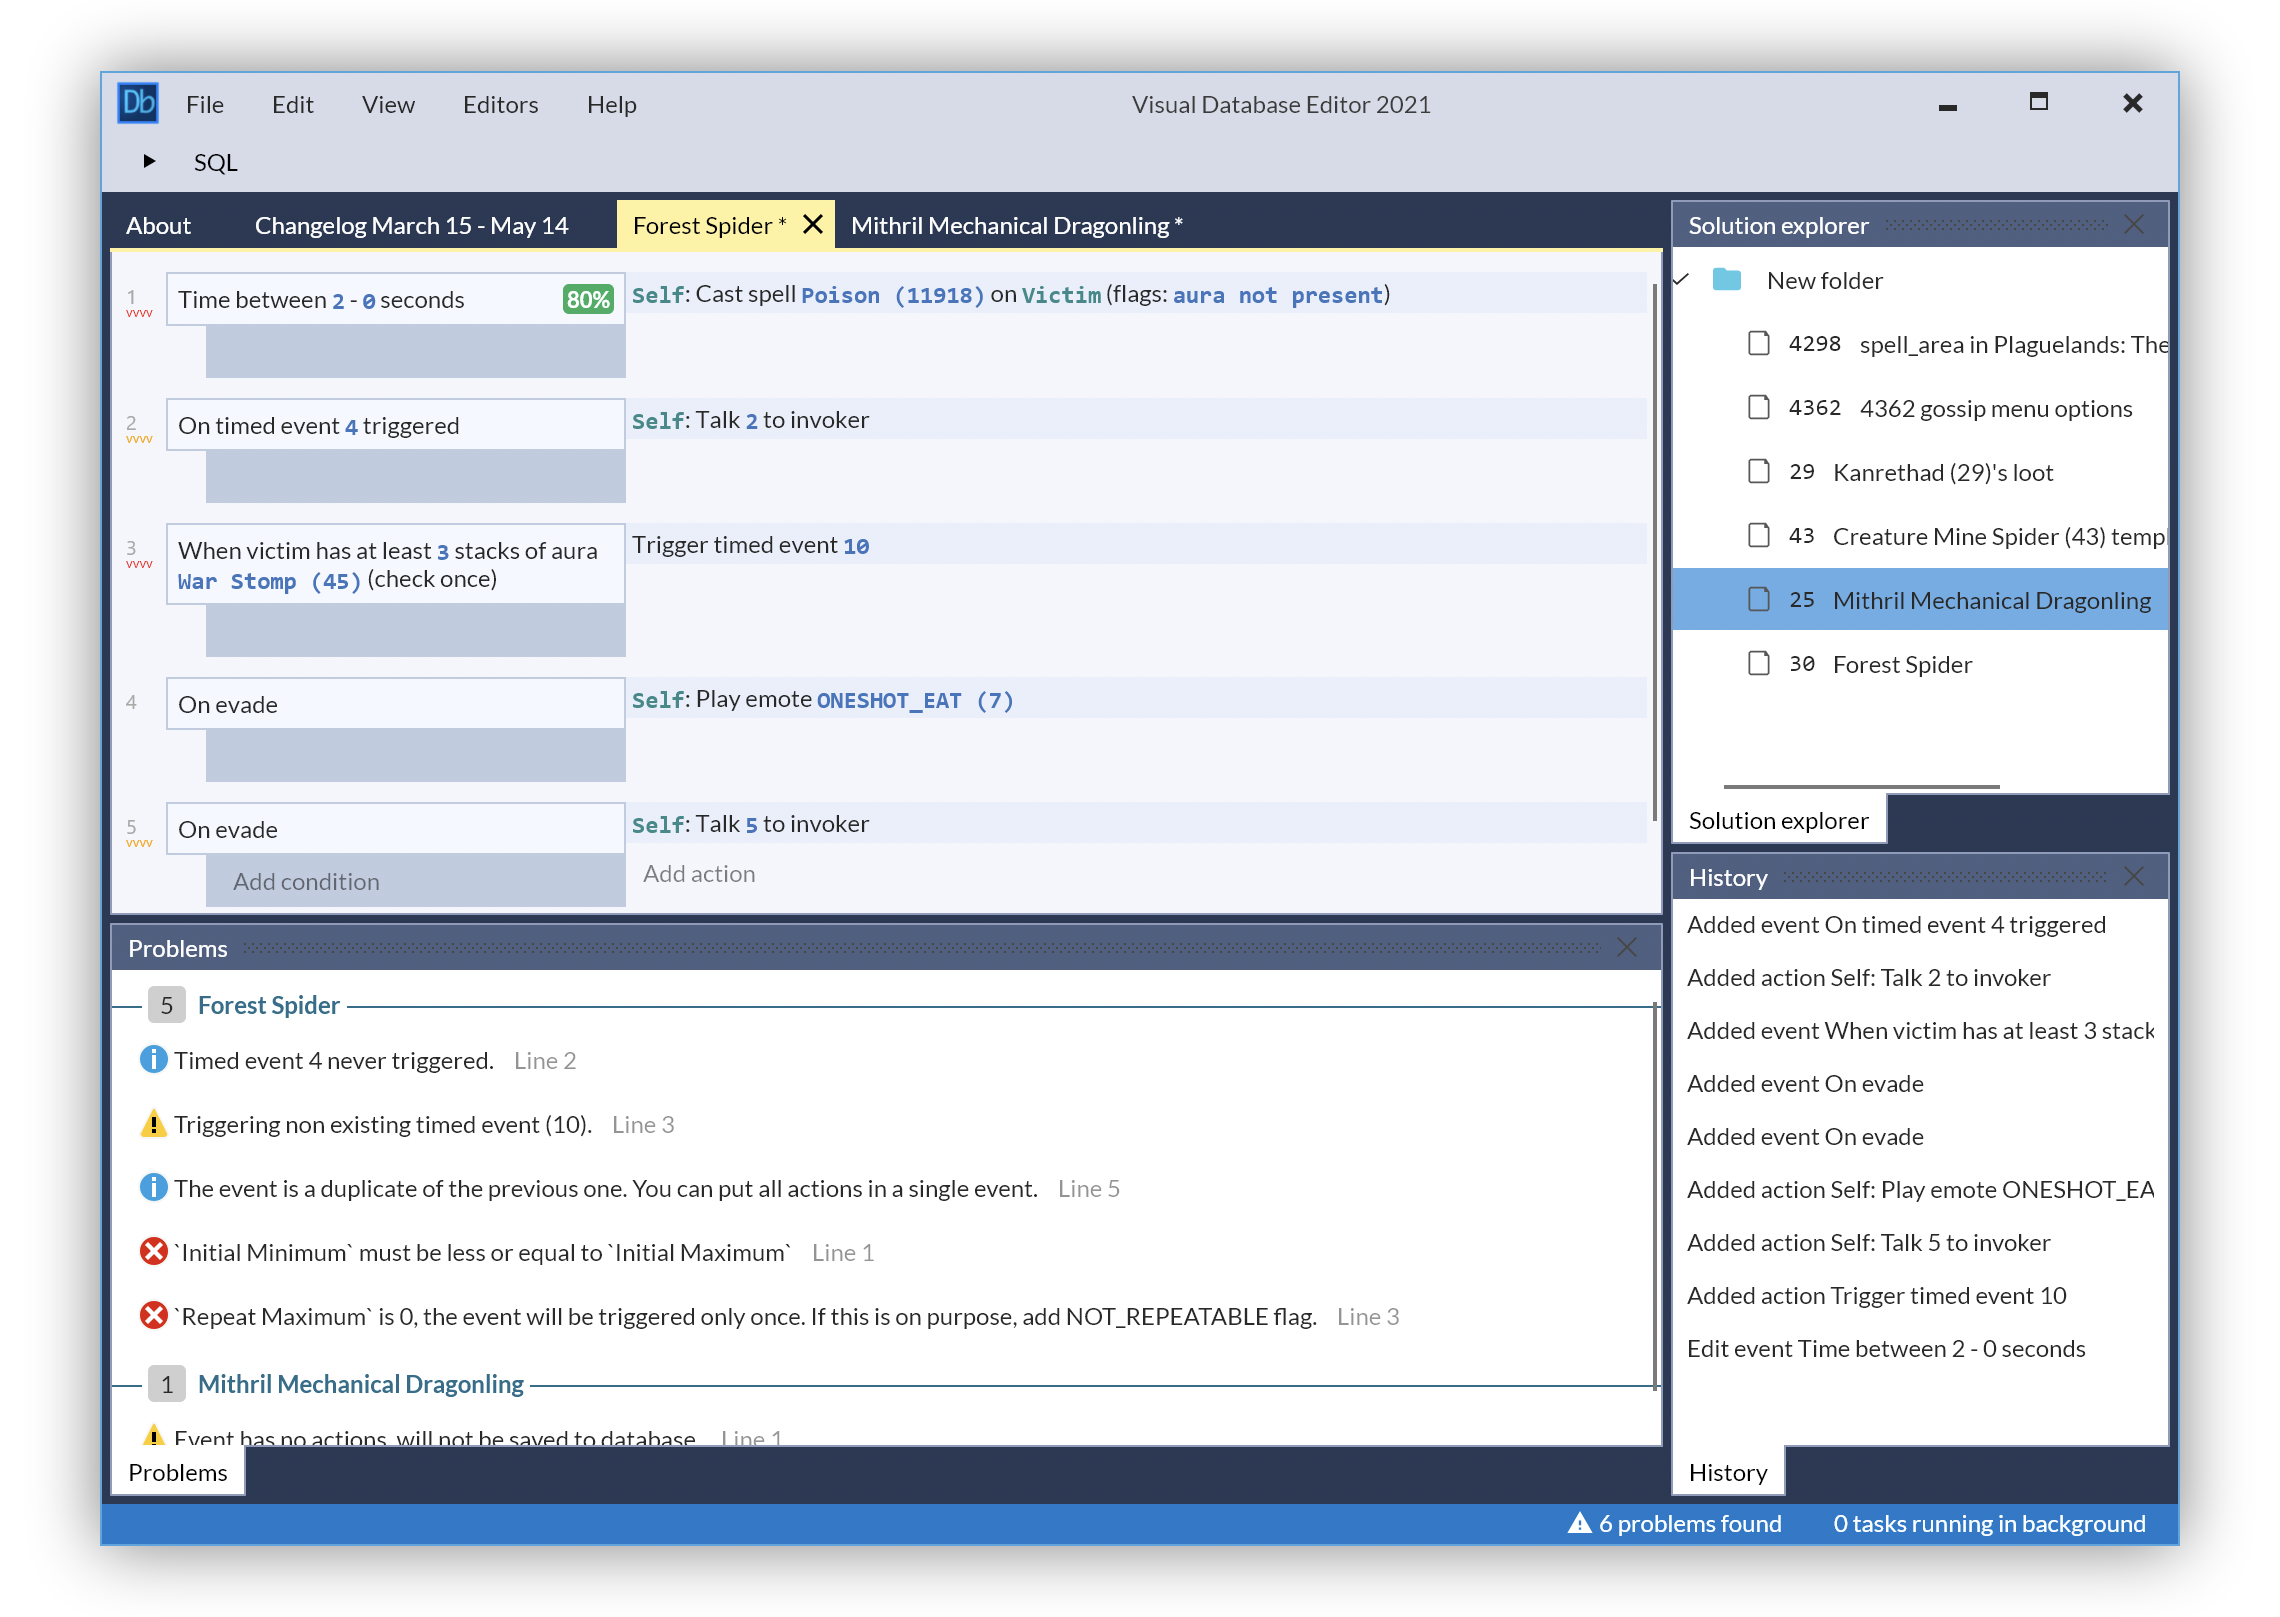 Db File Edit View Editors Help Visual Database Editor 2021
SQL
About Changelog March 15 - May 14 Forest Spider * Mithril Mechanical Dragonling *
1 Time between 2 - 0 seconds 80% Self: Cast spell Poison (11918) on Victim (flags: aura not present)
2 On timed event 4 triggered Self: Talk 2 to invoker
3 When victim has at least 3 stacks of aura Trigger timed event 10
War Stomp (45) (check once)
4 On evade Self: Play emote ONESHOT_EAT (7)
5 On evade Self: Talk 5 to invoker
Add condition Add action
Problems
5 Forest Spider
Timed event 4 never triggered. Line 2
Triggering non existing timed event (10). Line 3
The event is a duplicate of the previous one. You can put all actions in a single event. Line 5
`Initial Minimum` must be less or equal to `Initial Maximum` Line 1
`Repeat Maximum` is 0, the event will be triggered only once. If this is on purpose, add NOT_REPEATABLE flag. Line 3
1 Mithril Mechanical Dragonling
Event has no actions, will not be saved to database. Line 1
Problems
Solution explorer
New folder
4298 spell_area in Plaguelands: The
4362 4362 gossip menu options
29 Kanrethad (29)'s loot
43 Creature Mine Spider (43) templ
25 Mithril Mechanical Dragonling
30 Forest Spider
Solution explorer
History
Added event On timed event 4 triggered
Added action Self: Talk 2 to invoker
Added event When victim has at least 3 stack
Added event On evade
Added event On evade
Added action Self: Play emote ONESHOT_EA
Added action Self: Talk 5 to invoker
Added action Trigger timed event 10
Edit event Time between 2 - 0 seconds
History
6 problems found 0 tasks running in background